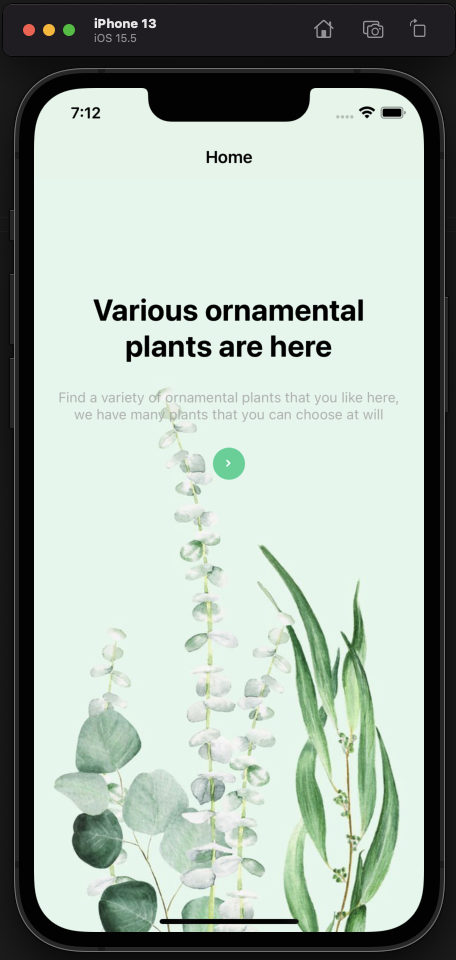 iPhone 13
iOS 15.5
7:12
Home
Various ornamental
plants are here
Find a variety of ornamental plants that you like here,
we have many plants that you can choose at will